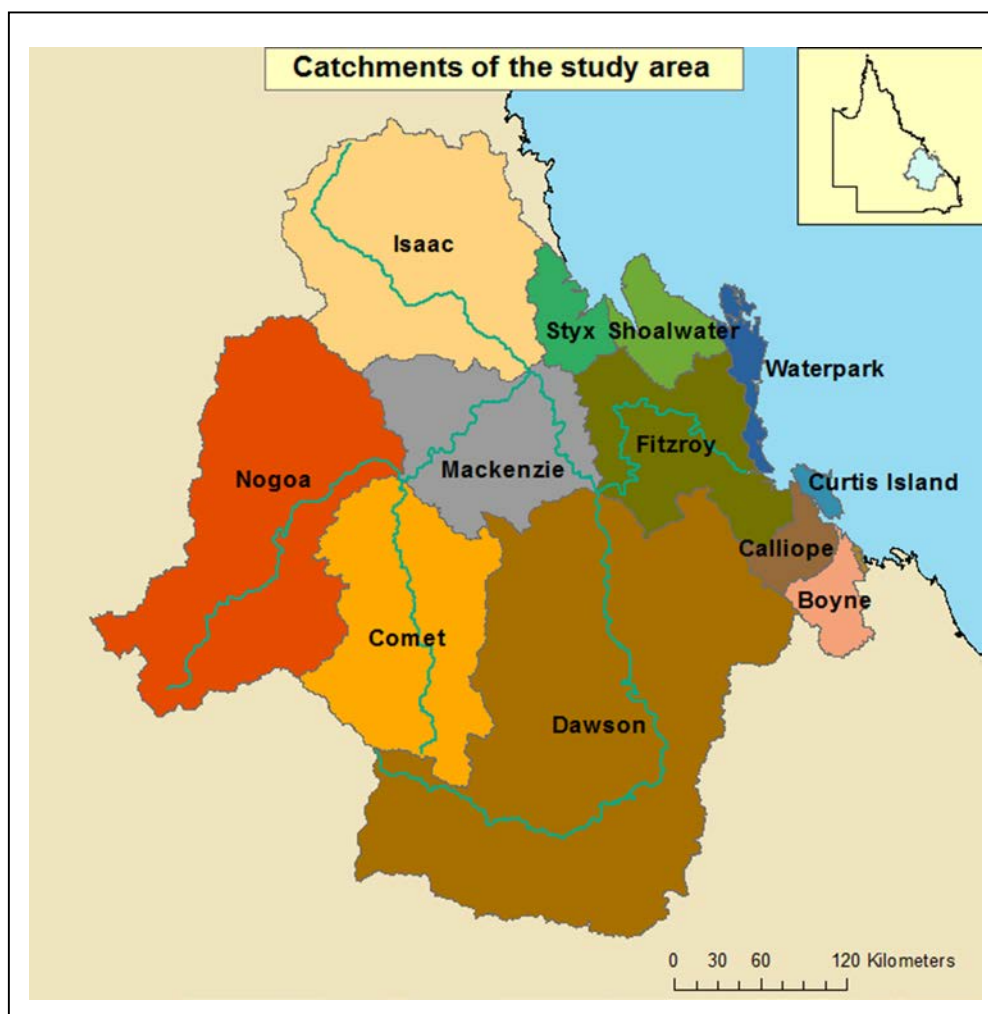 Catchments of the study area
Isaac
Styx
Shoalwater
Waterpark
Fitzroy
Mackenzie
Nogoa
Curtis Island
Calliope
Boyne
Comet
Dawson
0 30 60 120 Kilometers